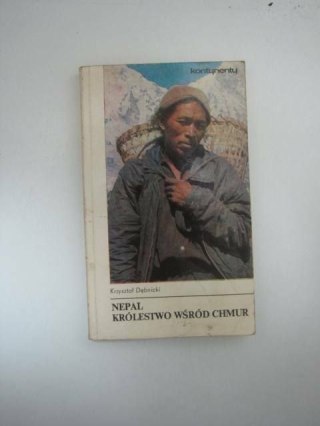 kontynenty
Krzysztof Dębnicki
NEPAL
KRÓLESTWO WŚRÓD CHMUR